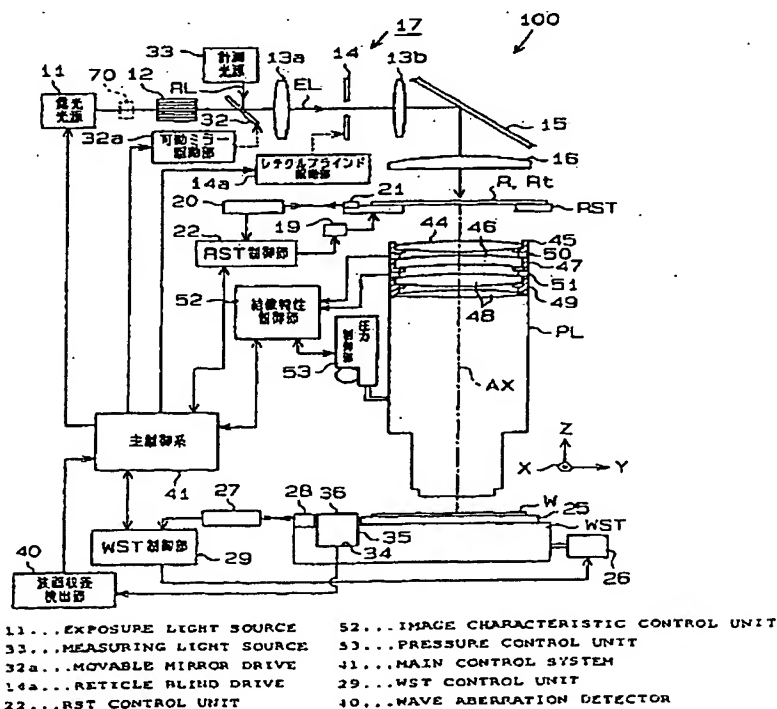 17
100
33
計測
光源
11
70
12
RL
13a
EL
14
13b
露光
光源
32
15
32a
可動ミラー
駆動部
レチクルブラインド
駆動部
14a
16
20
21
R, Rt
RST
19
22
RST 制御部
44
46
45
50
47
51
49
48
52
結像特性
制御部
圧力
制御部
53
PL
AX
主制御系
41
Z
X
Y
27
28
36
W
25
WST
35
34
40
WST 制御部
29
26
波面収差
検出部
11...EXPOSURE LIGHT SOURCE
33...MEASURING LIGHT SOURCE
32a...MOVABLE MIRROR DRIVE
14a...RETICLE BLIND DRIVE
22...RST CONTROL UNIT
52...IMAGE CHARACTERISTIC CONTROL UNIT
53...PRESSURE CONTROL UNIT
41...MAIN CONTROL SYSTEM
29...WST CONTROL UNIT
40...WAVE ABERRATION DETECTOR